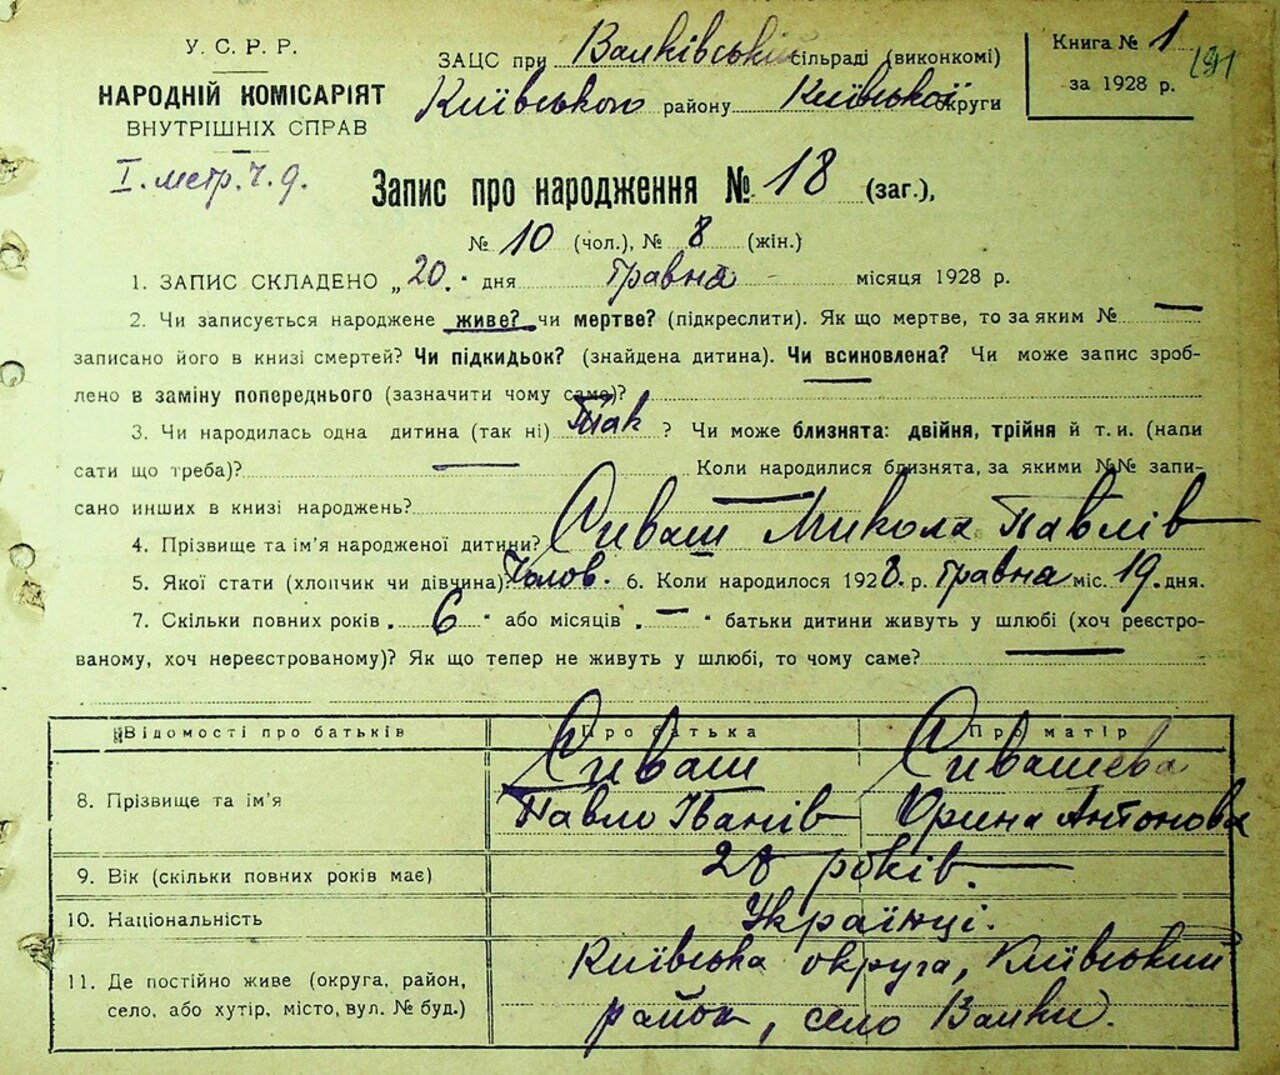 У. С. Р. Р.
НАРОДНІЙ КОМІСАРІЯТ
ВНУТРІШНІХ СПРАВ
І. метр. ч. 9.
ЗАЦС при Валківській сільраді (виконкомі)
Київського району Київської округи
Книга № 1
за 1928 р.
191
Запис про народження № 18 (заг.),
№ 10 (чол.), № 8 (жін.)
1. ЗАПИС СКЛАДЕНО „20.“ дня травня місяця 1928 р.
2. Чи записується народжене живе? чи мертве? (підкреслити). Як що мертве, то за яким № —
записано його в книзі смертей? Чи підкидьок? (знайдена дитина). Чи всиновлена? Чи може запис зроб-
лено в заміну попереднього (зазначити чому саме)? —
3. Чи народилась одна дитина (так ні) Так ? Чи може близнята: двійня, трійня й т. и. (напи
сати що треба)? — Коли народилися близнята, за якими №№ запи-
сано инших в книзі народжень? —
4. Прізвище та ім'я народженої дитини? Сиваш Микола Павлів
5. Якої стати (хлопчик чи дівчина)? Чолов. 6. Коли народилося 1928. р. травня міс. 19. дня.
7. Скільки повних років „ 6 “ або місяців „ — “ батьки дитини живуть у шлюбі (хоч реєстро-
ваному, хоч нереєстрованому)? Як що тепер не живуть у шлюбі, то чому саме? —
Відомості про батьків Про батька Про матір
8. Прізвище та ім'я Сиваш Павло Іванів Сивашева Орина Антонова
9. Вік (скільки повних років має) 28 років.
10. Національність Українці.
11. Де постійно живе (округа, район, Київська округа, Київський
село, або хутір, місто, вул. № буд.) район, село Валки.